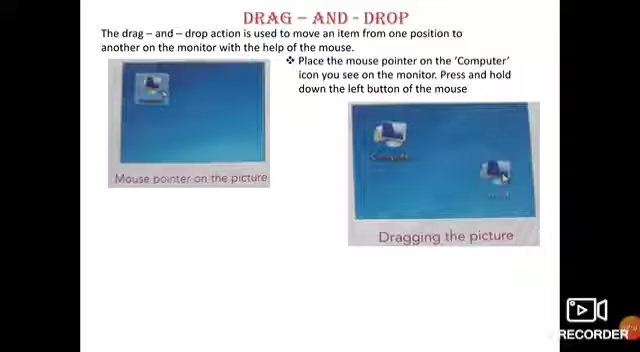 DRAG – AND - DROP
The drag – and – drop action is used to move an item from one position to
another on the monitor with the help of the mouse.
❖ Place the mouse pointer on the ‘Computer’
icon you see on the monitor. Press and hold
down the left button of the mouse
Mouse pointer on the picture
Computer
Dragging the picture
RECORDER